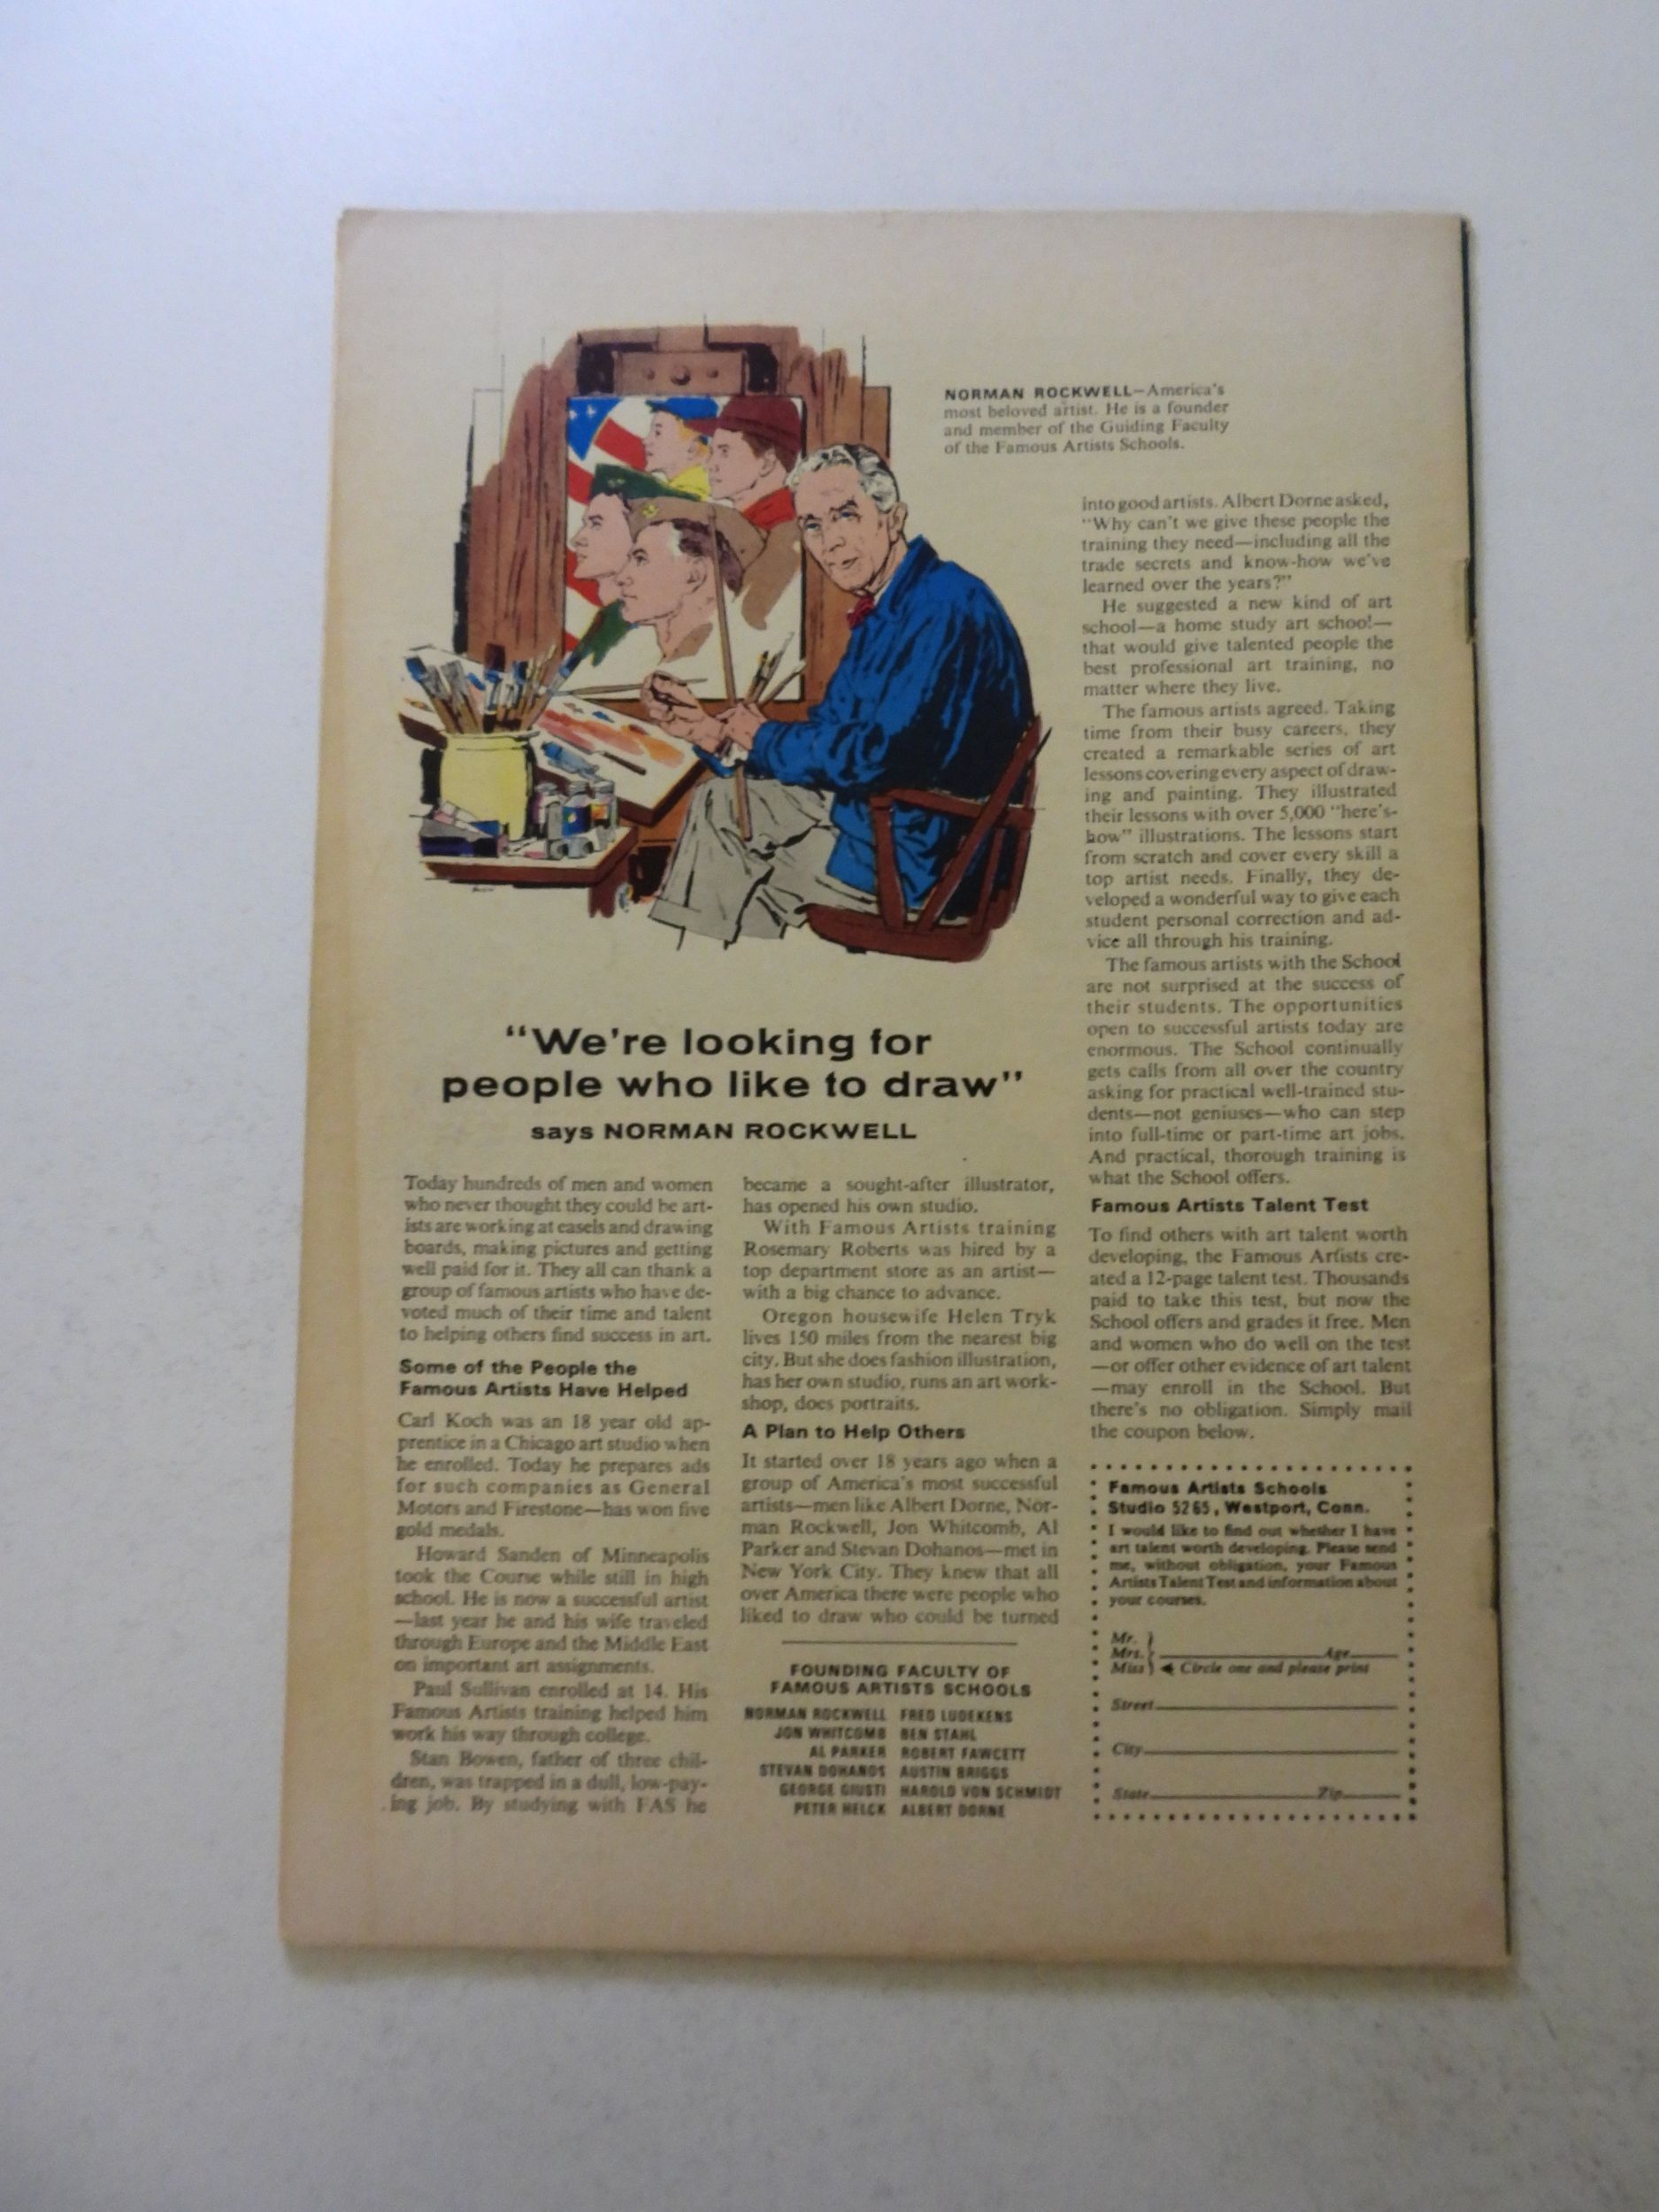 NORMAN ROCKWELL—America's
most beloved artist. He is a founder
and member of the Guiding Faculty
of the Famous Artists Schools.
"We're looking for
people who like to draw"
says NORMAN ROCKWELL
Today hundreds of men and women
who never thought they could be art-
ists are working at easels and drawing
boards, making pictures and getting
well paid for it. They all can thank a
group of famous artists who have de-
voted much of their time and talent
to helping others find success in art.
Some of the People the
Famous Artists Have Helped
Carl Koch was an 18 year old ap-
prentice in a Chicago art studio when
he enrolled. Today he prepares ads
for such companies as General
Motors and Firestone—has won five
gold medals.
Howard Sanden of Minneapolis
took the Course while still in high
school. He is now a successful artist
—last year he and his wife traveled
through Europe and the Middle East
on important art assignments.
Paul Sullivan enrolled at 14. His
Famous Artists training helped him
work his way through college.
Stan Bowen, father of three chil-
dren, was trapped in a dull, low-pay-
ing job. By studying with FAS he
became a sought-after illustrator,
has opened his own studio.
With Famous Artists training
Rosemary Roberts was hired by a
top department store as an artist—
with a big chance to advance.
Oregon housewife Helen Tryk
lives 150 miles from the nearest big
city. But she does fashion illustration,
has her own studio, runs an art work-
shop, does portraits.
A Plan to Help Others
It started over 18 years ago when a
group of America's most successful
artists—men like Albert Dorne, Nor-
man Rockwell, Jon Whitcomb, Al
Parker and Stevan Dohanos—met in
New York City. They knew that all
over America there were people who
liked to draw who could be turned
into good artists. Albert Dorne asked,
"Why can't we give these people the
training they need—including all the
trade secrets and know-how we've
learned over the years?"
He suggested a new kind of art
school—a home study art school—
that would give talented people the
best professional art training, no
matter where they live.
The famous artists agreed. Taking
time from their busy careers, they
created a remarkable series of art
lessons covering every aspect of draw-
ing and painting. They illustrated
their lessons with over 5,000 "here's-
how" illustrations. The lessons start
from scratch and cover every skill a
top artist needs. Finally, they de-
veloped a wonderful way to give each
student personal correction and ad-
vice all through his training.
The famous artists with the School
are not surprised at the success of
their students. The opportunities
open to successful artists today are
enormous. The School continually
gets calls from all over the country
asking for practical well-trained stu-
dents—not geniuses—who can step
into full-time or part-time art jobs.
And practical, thorough training is
what the School offers.
Famous Artists Talent Test
To find others with art talent worth
developing, the Famous Artists cre-
ated a 12-page talent test. Thousands
paid to take this test, but now the
School offers and grades it free. Men
and women who do well on the test
—or offer other evidence of art talent
—may enroll in the School. But
there's no obligation. Simply mail
the coupon below.
FOUNDING FACULTY OF
FAMOUS ARTISTS SCHOOLS
NORMAN ROCKWELL FRED LUDEKENS
JON WHITCOMB BEN STAHL
AL PARKER ROBERT FAWCETT
STEVAN DOHANOS AUSTIN BRIGGS
GEORGE GIUSTI HAROLD VON SCHMIDT
PETER HELCK ALBERT DORNE
Famous Artists Schools
Studio 5265, Westport, Conn.
I would like to find out whether I have
art talent worth developing. Please send
me, without obligation, your Famous
Artists Talent Test and information about
your courses.
Mr.
Mrs. Age
Miss Circle one and please print
Street
City
State Zip